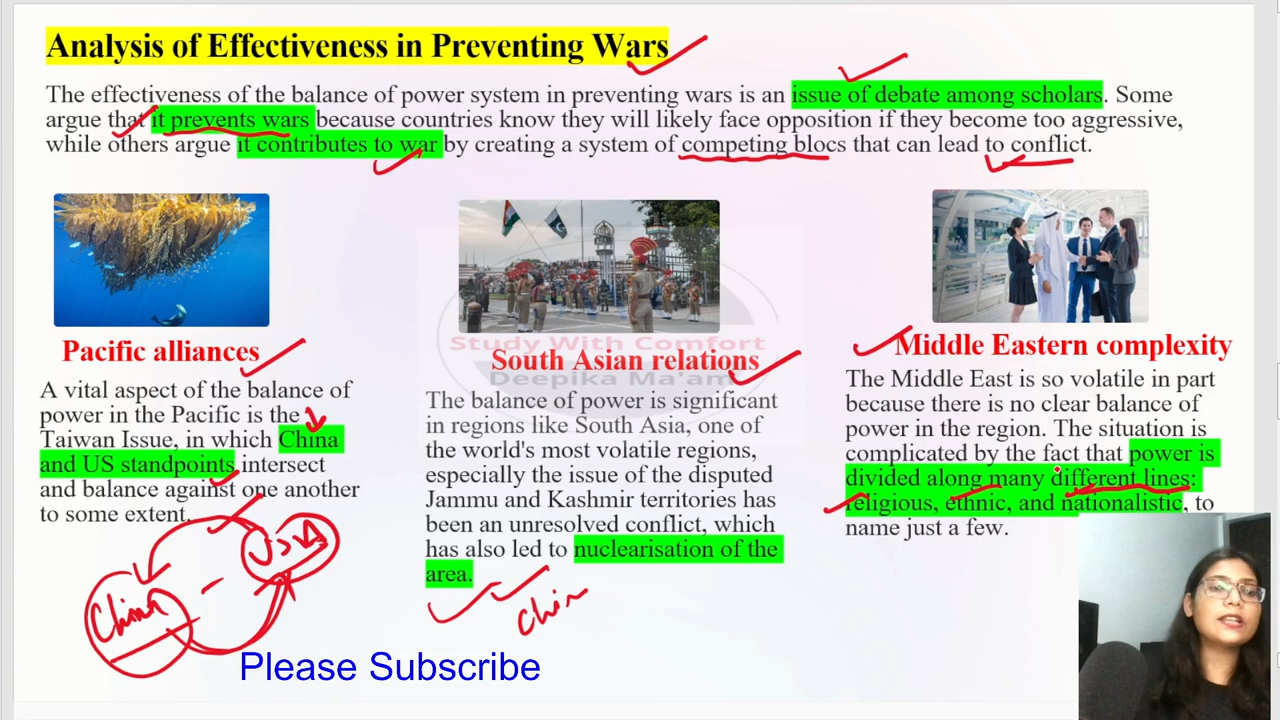 Analysis of Effectiveness in Preventing Wars
The effectiveness of the balance of power system in preventing wars is an issue of debate among scholars. Some
argue that it prevents wars because countries know they will likely face opposition if they become too aggressive,
while others argue it contributes to war by creating a system of competing blocs that can lead to conflict.
Pacific alliances
A vital aspect of the balance of
power in the Pacific is the
Taiwan Issue, in which China
and US standpoints intersect
and balance against one another
to some extent.
China - USA
South Asian relations
The balance of power is significant
in regions like South Asia, one of
the world's most volatile regions,
especially the issue of the disputed
Jammu and Kashmir territories has
been an unresolved conflict, which
has also led to nuclearisation of the
area.
Chin
Middle Eastern complexity
The Middle East is so volatile in part
because there is no clear balance of
power in the region. The situation is
complicated by the fact that power is
divided along many different lines:
religious, ethnic, and nationalistic, to
name just a few.
Study With Comfort
Deepika Ma'am
Please Subscribe